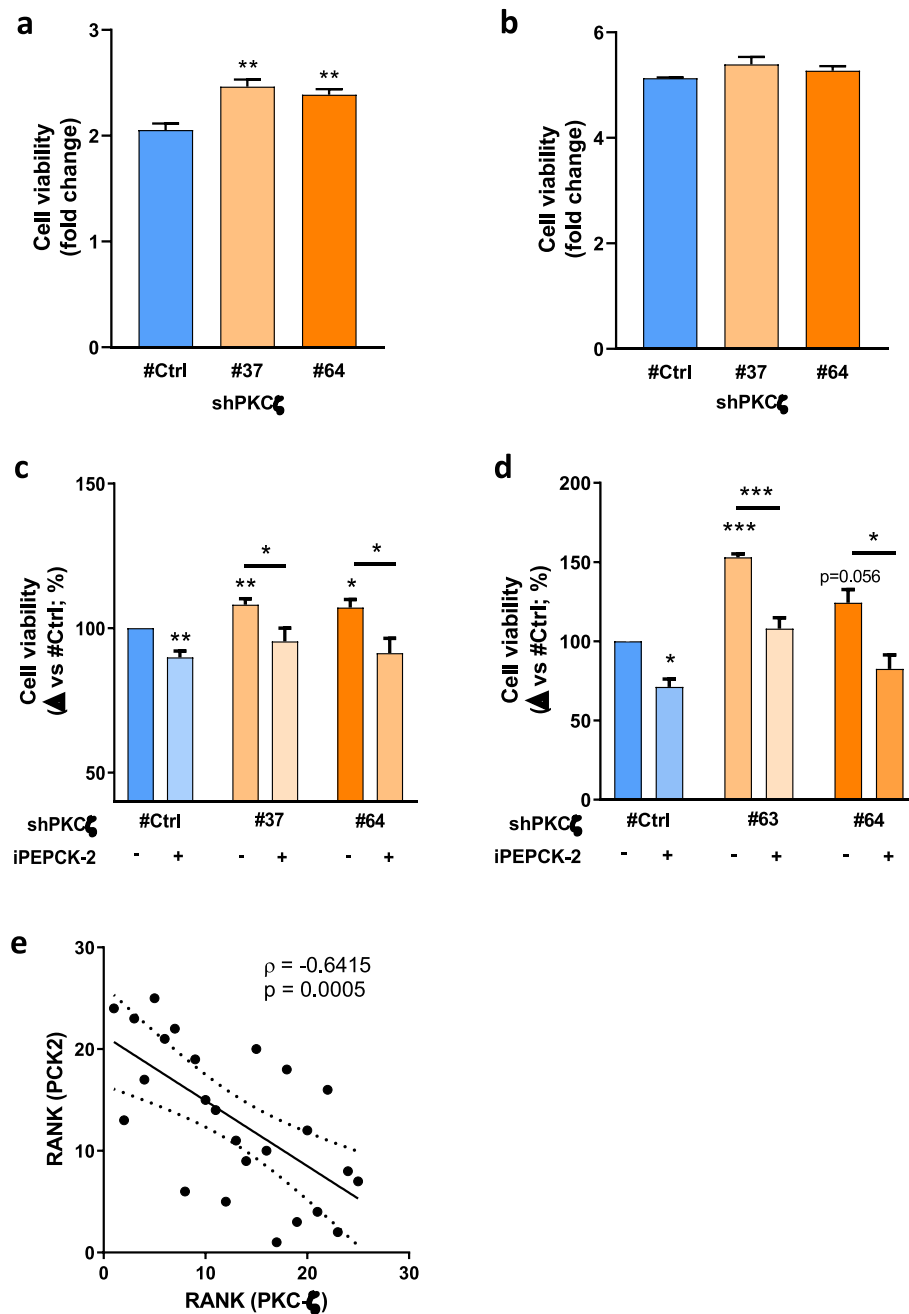 a
Cell viability
(fold change)
3
2
1
0
**
**
#Ctrl #37 #64
shPKCζ
b
Cell viability
(fold change)
6
4
2
0
#Ctrl #37 #64
shPKCζ
c
Cell viability
(▲ vs #Ctrl; %)
150
100
50
**
**
*
*
*
shPKCζ #Ctrl #37 #64
iPEPCK-2 - + - + - +
d
Cell viability
(▲ vs #Ctrl; %)
200
150
100
50
0
*
***
***
*
p=0.056
shPKCζ #Ctrl #63 #64
iPEPCK-2 - + - + - +
e
RANK (PCK2)
30
20
10
0
ρ = -0.6415
p = 0.0005
0 10 20 30
RANK (PKC-ζ)